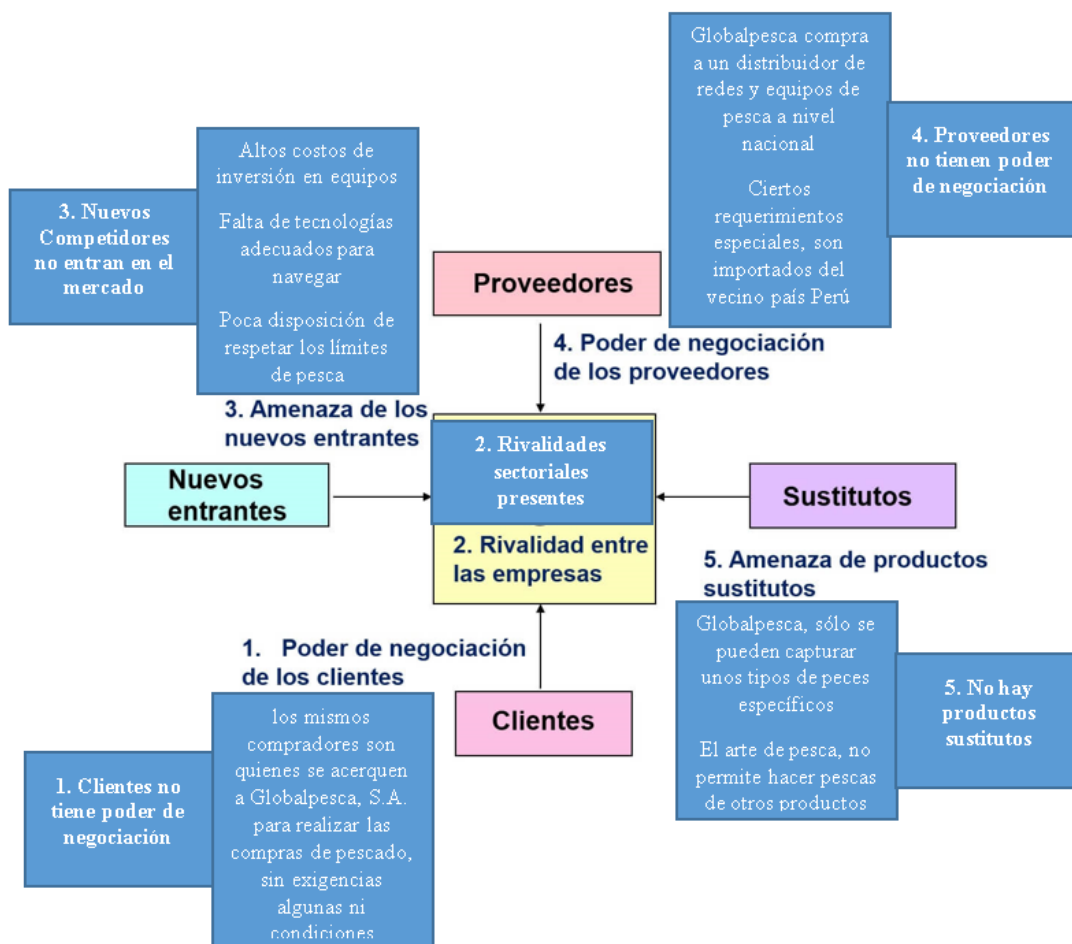 Globalpesca compra
a un distribuidor de
redes y equipos de
pesca a nivel
nacional
Ciertos
requerimientos
especiales, son
importados del
vecino país Perú
4. Proveedores
no tienen poder
de negociación
Altos costos de
inversión en equipos
Falta de tecnologías
adecuados para
navegar
Poca disposición de
respetar los límites
de pesca
3. Nuevos
Competidores
no entran en el
mercado
Proveedores
4. Poder de negociación
de los proveedores
3. Amenaza de los
nuevos entrantes
Nuevos
entrantes
2. Rivalidades
sectoriales
presentes
2. Rivalidad entre
las empresas
Sustitutos
5. Amenaza de productos
sustitutos
Globalpesca, sólo se
pueden capturar
unos tipos de peces
específicos
El arte de pesca, no
permite hacer pescas
de otros productos
5. No hay
productos
sustitutos
1. Poder de negociación
de los clientes
Clientes
los mismos
compradores son
quienes se acerquen
a Globalpesca, S.A.
para realizar las
compras de pescado,
sin exigencias
algunas ni
condiciones
1. Clientes no
tiene poder de
negociación